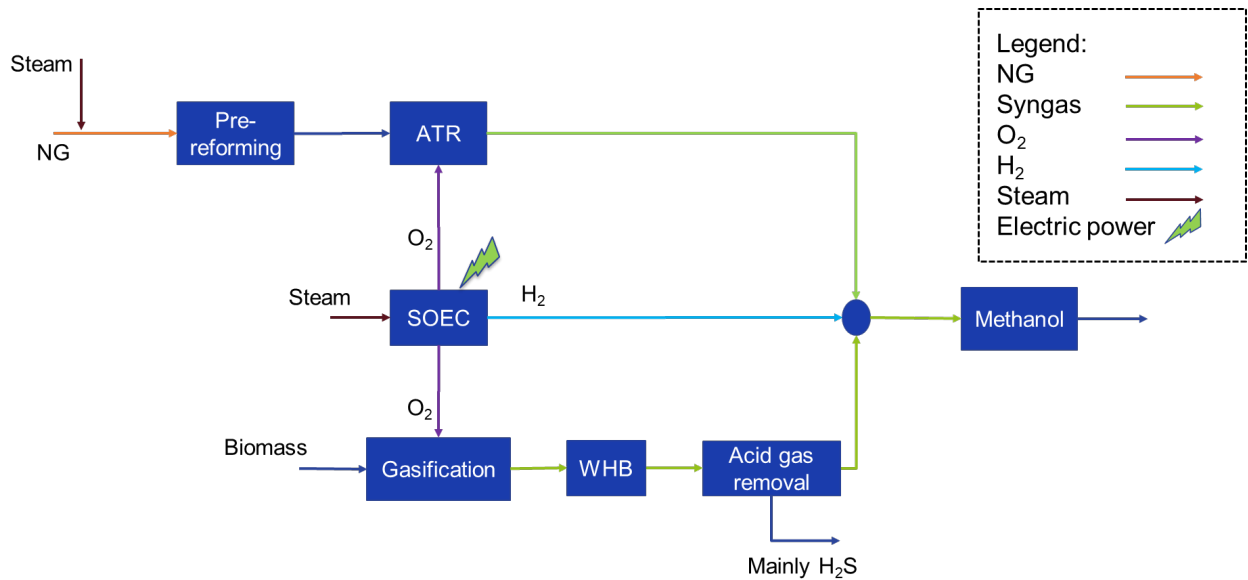 Steam
NG
Pre-
reforming
ATR
O₂
Steam
SOEC
H₂
O₂
Biomass
Gasification
WHB
Acid gas
removal
Mainly H₂S
Methanol
Legend:
NG
Syngas
O₂
H₂
Steam
Electric power